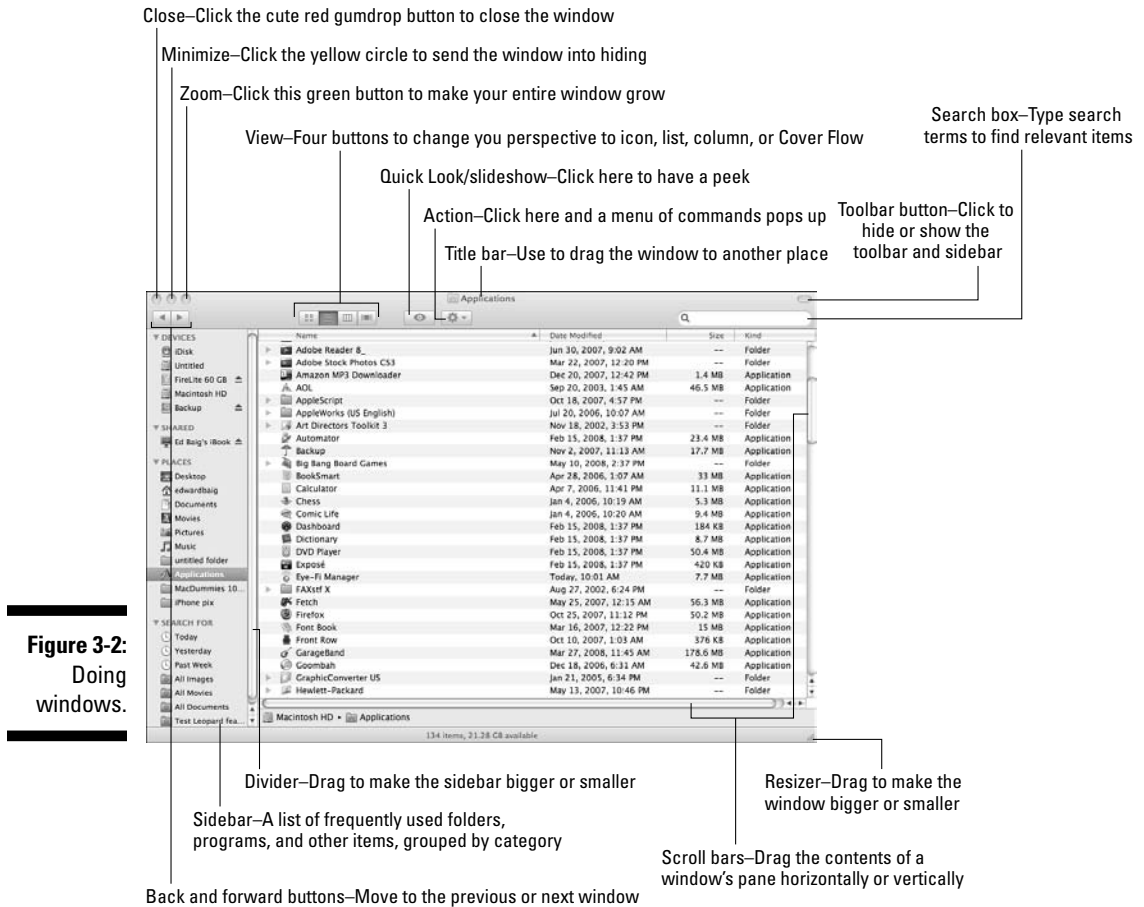 Close–Click the cute red gumdrop button to close the window
Minimize–Click the yellow circle to send the window into hiding
Zoom–Click this green button to make your entire window grow
View–Four buttons to change you perspective to icon, list, column, or Cover Flow
Quick Look/slideshow–Click here to have a peek
Action–Click here and a menu of commands pops up
Title bar–Use to drag the window to another place
Search box–Type search
terms to find relevant items
Toolbar button–Click to
hide or show the
toolbar and sidebar
Applications
DEVICES
iDisk
Untitled
FireLite 60 GB
Macintosh HD
Backup
SHARED
Ed Baig's iBook
PLACES
Desktop
edwardbaig
Documents
Movies
Pictures
Music
untitled folder
Applications
MacDummies 10...
iPhone pix
SEARCH FOR
Today
Yesterday
Past Week
All Images
All Movies
All Documents
Test Leopard fea...
Name Date Modified Size Kind
Adobe Reader 8_ Jun 30, 2007, 9:02 AM -- Folder
Adobe Stock Photos CS3 Mar 22, 2007, 12:20 PM -- Folder
Amazon MP3 Downloader Dec 20, 2007, 12:42 PM 1.4 MB Application
AOL Sep 20, 2003, 1:45 AM 46.5 MB Application
AppleScript Oct 18, 2007, 4:57 PM -- Folder
AppleWorks (US English) Jul 20, 2006, 10:07 AM -- Folder
Art Directors Toolkit 3 Nov 18, 2002, 3:53 PM -- Folder
Automator Feb 15, 2008, 1:37 PM 23.4 MB Application
Backup Nov 2, 2007, 11:13 AM 17.7 MB Application
Big Bang Board Games May 10, 2008, 2:37 PM -- Folder
BookSmart Apr 28, 2006, 1:07 AM 33 MB Application
Calculator Apr 7, 2006, 11:41 PM 11.1 MB Application
Chess Jan 4, 2006, 10:19 AM 5.3 MB Application
Comic Life Jan 4, 2006, 10:20 AM 9.4 MB Application
Dashboard Feb 15, 2008, 1:37 PM 184 KB Application
Dictionary Feb 15, 2008, 1:37 PM 8.7 MB Application
DVD Player Feb 15, 2008, 1:37 PM 50.4 MB Application
Exposé Feb 15, 2008, 1:37 PM 420 KB Application
Eye-Fi Manager Today, 10:01 AM 7.7 MB Application
FAXstf X Aug 27, 2002, 6:24 PM -- Folder
Fetch May 25, 2007, 12:15 AM 56.3 MB Application
Firefox Oct 25, 2007, 11:12 PM 50.2 MB Application
Font Book Mar 16, 2007, 12:22 PM 15 MB Application
Front Row Oct 10, 2007, 1:03 AM 376 KB Application
GarageBand Mar 27, 2008, 11:45 AM 178.6 MB Application
Goombah Dec 18, 2006, 6:31 AM 42.6 MB Application
GraphicConverter US Jan 21, 2005, 6:34 PM -- Folder
Hewlett-Packard May 13, 2007, 10:46 PM -- Folder
Macintosh HD ▸ Applications
134 items, 21.28 GB available
Figure 3-2:
Doing
windows.
Divider–Drag to make the sidebar bigger or smaller
Sidebar–A list of frequently used folders,
programs, and other items, grouped by category
Back and forward buttons–Move to the previous or next window
Resizer–Drag to make the
window bigger or smaller
Scroll bars–Drag the contents of a
window's pane horizontally or vertically